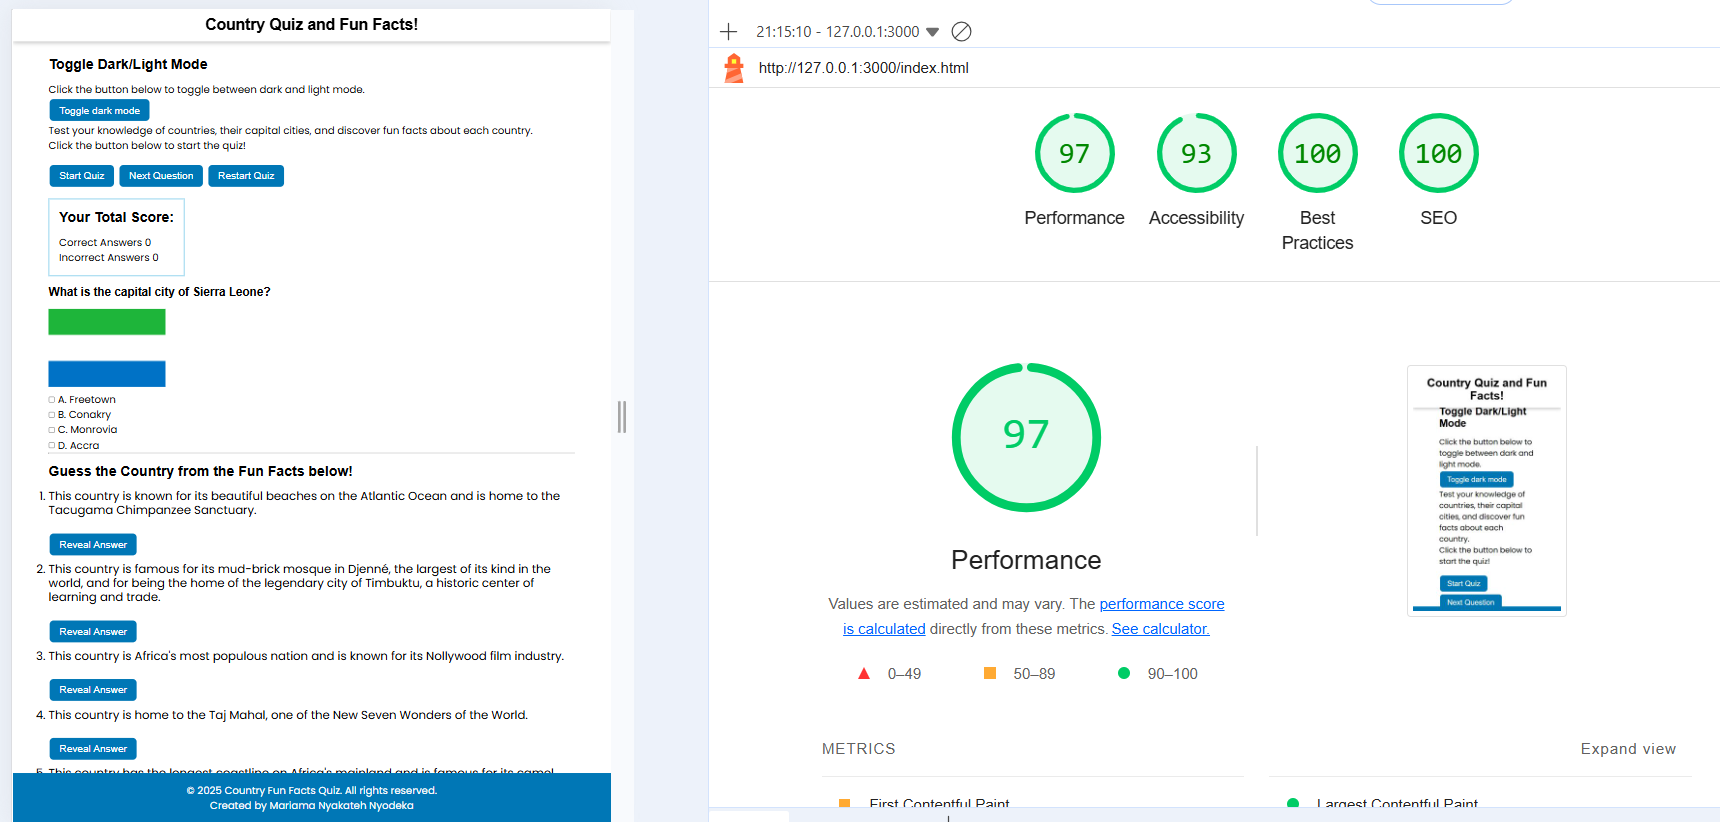 Country Quiz and Fun Facts!
Toggle Dark/Light Mode
Click the button below to toggle between dark and light mode.
Toggle dark mode
Test your knowledge of countries, their capital cities, and discover fun facts about each country.
Click the button below to start the quiz!
Start Quiz
Next Question
Restart Quiz
Your Total Score:
Correct Answers 0
Incorrect Answers 0
What is the capital city of Sierra Leone?
A. Freetown
B. Conakry
C. Monrovia
D. Accra
Guess the Country from the Fun Facts below!
1. This country is known for its beautiful beaches on the Atlantic Ocean and is home to the
Tacugama Chimpanzee Sanctuary.
Reveal Answer
2. This country is famous for its mud-brick mosque in Djenné, the largest of its kind in the
world, and for being the home of the legendary city of Timbuktu, a historic center of
learning and trade.
Reveal Answer
3. This country is Africa's most populous nation and is known for its Nollywood film industry.
Reveal Answer
4. This country is home to the Taj Mahal, one of the New Seven Wonders of the World.
Reveal Answer
5. This country has the longest coastline on Africa's mainland and is famous for its camel
© 2025 Country Fun Facts Quiz. All rights reserved.
Created by Mariama Nyakateh Nyodeka
21:15:10 - 127.0.0.1:3000
http://127.0.0.1:3000/index.html
97
Performance
93
Accessibility
100
Best
Practices
100
SEO
97
Performance
Values are estimated and may vary. The performance score
is calculated directly from these metrics. See calculator.
0–49
50–89
90–100
Country Quiz and Fun
Facts!
Toggle Dark/Light
Mode
Click the button below to
toggle between dark and
light mode.
Toggle dark mode
Test your knowledge of
countries, their capital
cities, and discover fun
facts about each
country.
Click the button below to
start the quiz!
Start Quiz
Next Question
METRICS
Expand view
First Contentful Paint
Largest Contentful Paint